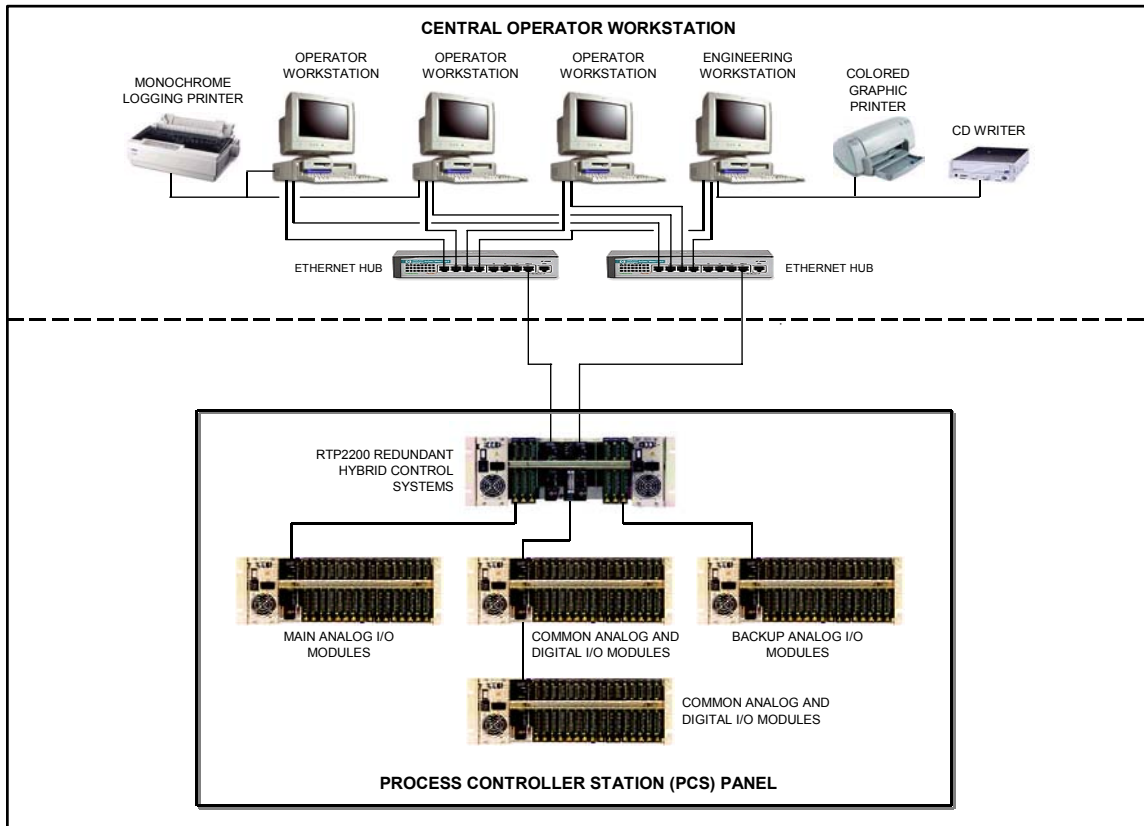 CENTRAL OPERATOR WORKSTATION
MONOCHROME
LOGGING PRINTER
OPERATOR
WORKSTATION
OPERATOR
WORKSTATION
OPERATOR
WORKSTATION
ENGINEERING
WORKSTATION
COLORED
GRAPHIC
PRINTER
CD WRITER
ETHERNET HUB
ETHERNET HUB
RTP2200 REDUNDANT
HYBRID CONTROL
SYSTEMS
MAIN ANALOG I/O
MODULES
COMMON ANALOG AND
DIGITAL I/O MODULES
BACKUP ANALOG I/O
MODULES
COMMON ANALOG AND
DIGITAL I/O MODULES
PROCESS CONTROLLER STATION (PCS) PANEL